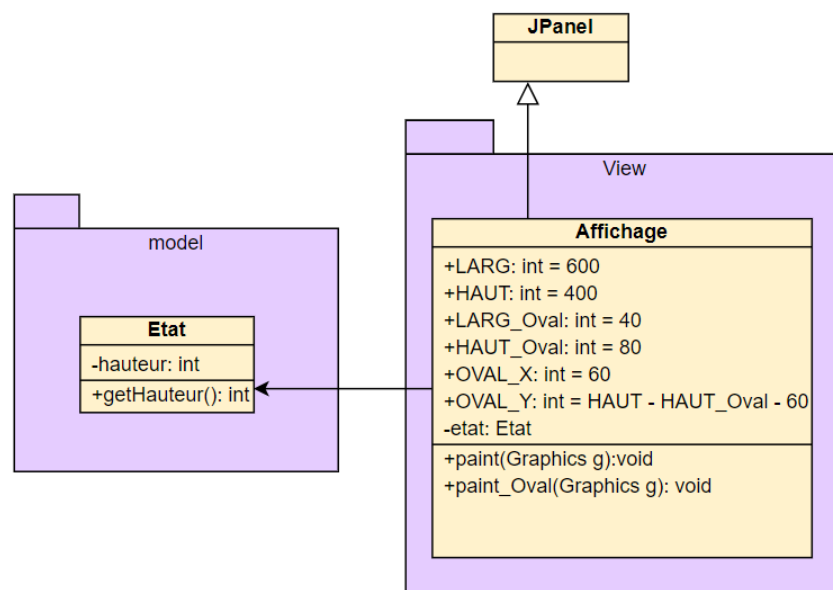 JPanel
View
model
Affichage
+LARG: int = 600
+HAUT: int = 400
+LARG_Oval: int = 40
+HAUT_Oval: int = 80
+OVAL_X: int = 60
+OVAL_Y: int = HAUT - HAUT_Oval - 60
-etat: Etat
+paint(Graphics g):void
+paint_Oval(Graphics g): void
Etat
-hauteur: int
+getHauteur(): int